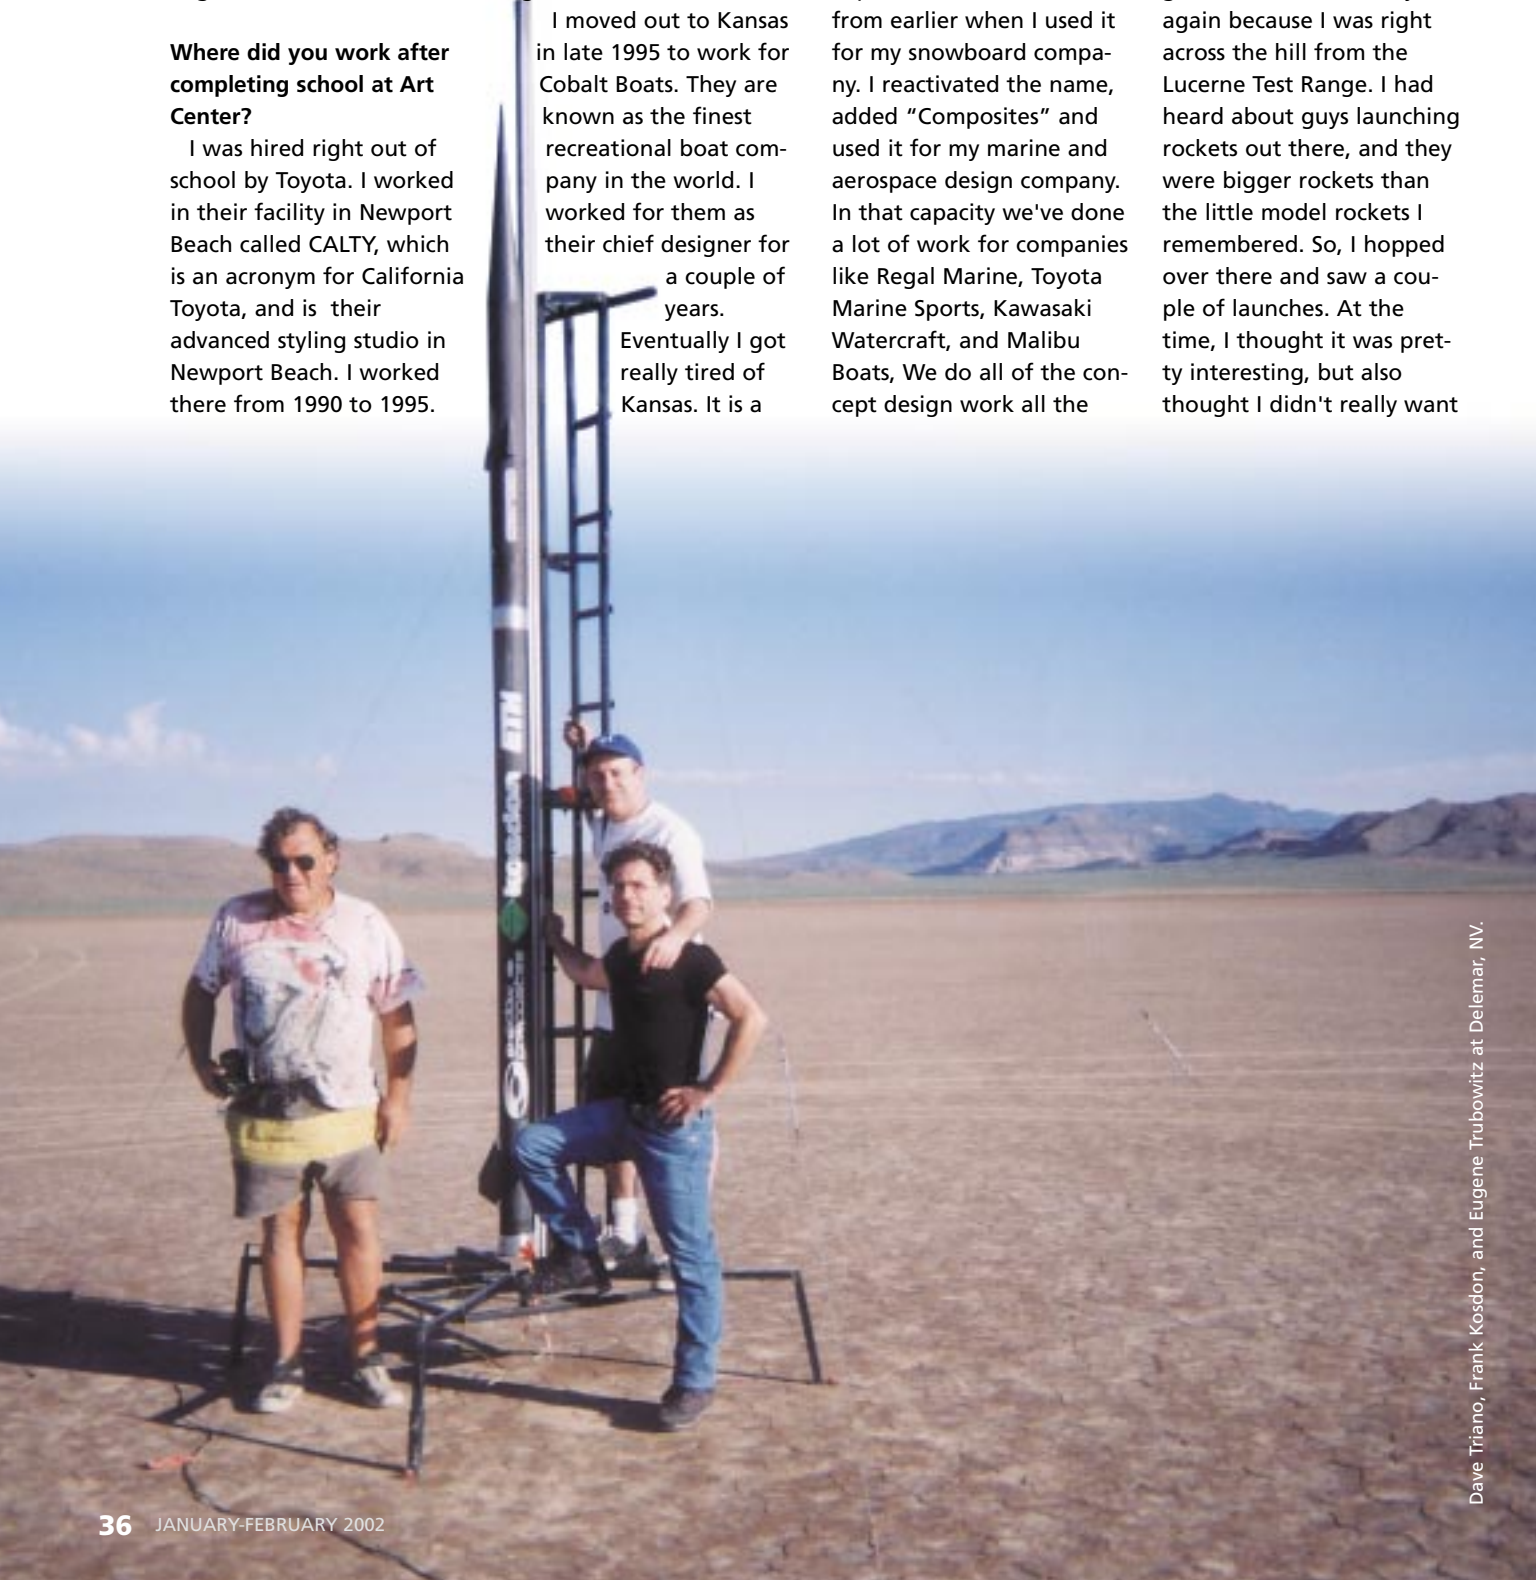 Where did you work after
completing school at Art
Center?
I was hired right out of
school by Toyota. I worked
in their facility in Newport
Beach called CALTY, which
is an acronym for California
Toyota, and is their
advanced styling studio in
Newport Beach. I worked
there from 1990 to 1995.
I moved out to Kansas
in late 1995 to work for
Cobalt Boats. They are
known as the finest
recreational boat com-
pany in the world. I
worked for them as
their chief designer for
a couple of
years.
Eventually I got
really tired of
Kansas. It is a
from earlier when I used it
for my snowboard compa-
ny. I reactivated the name,
added “Composites” and
used it for my marine and
aerospace design company.
In that capacity we've done
a lot of work for companies
like Regal Marine, Toyota
Marine Sports, Kawasaki
Watercraft, and Malibu
Boats, We do all of the con-
cept design work all the
again because I was right
across the hill from the
Lucerne Test Range. I had
heard about guys launching
rockets out there, and they
were bigger rockets than
the little model rockets I
remembered. So, I hopped
over there and saw a cou-
ple of launches. At the
time, I thought it was pret-
ty interesting, but also
thought I didn't really want
kosdon
Dave Triano, Frank Kosdon, and Eugene Trubowitz at Delemar, NV.
36 JANUARY-FEBRUARY 2002